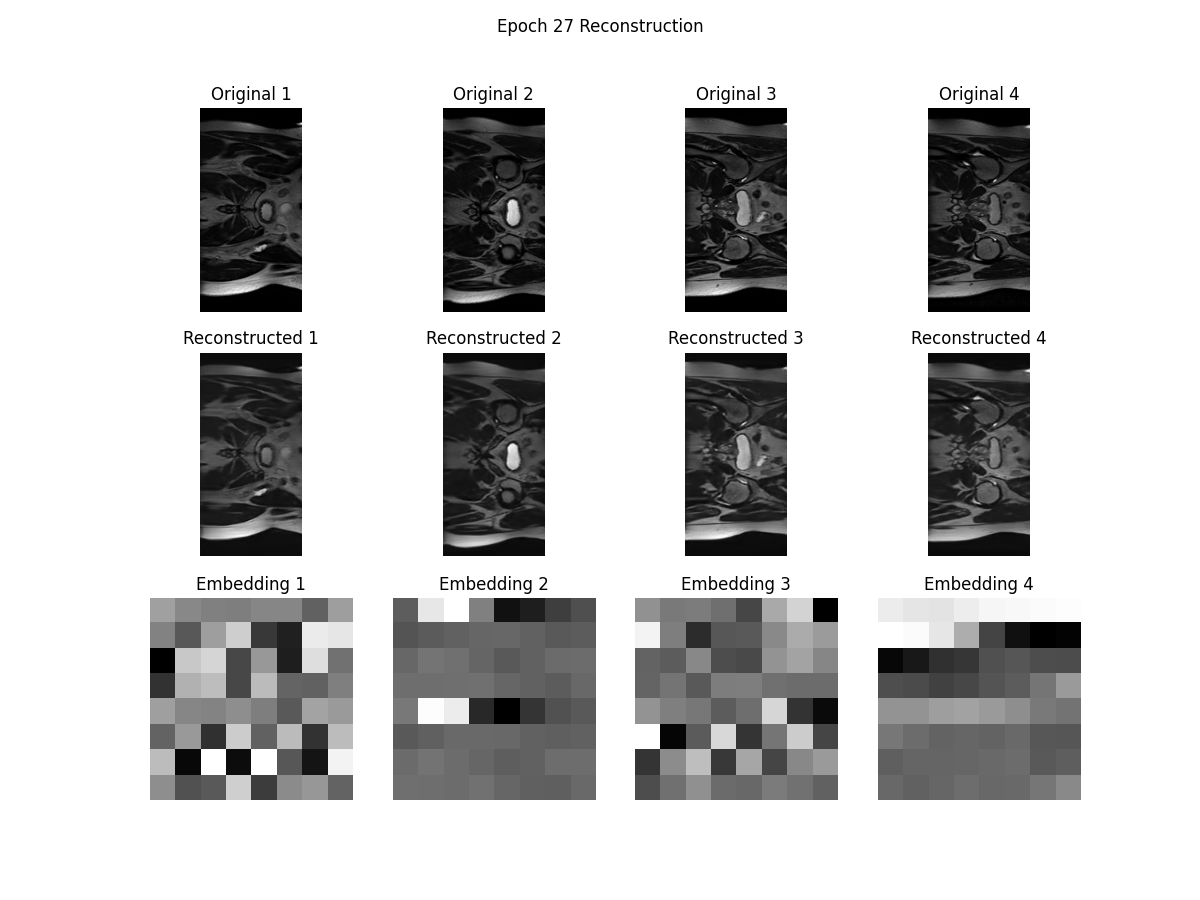 Epoch 27 Reconstruction
Original 1
Original 2
Original 3
Original 4
Reconstructed 1
Reconstructed 2
Reconstructed 3
Reconstructed 4
Embedding 1
Embedding 2
Embedding 3
Embedding 4